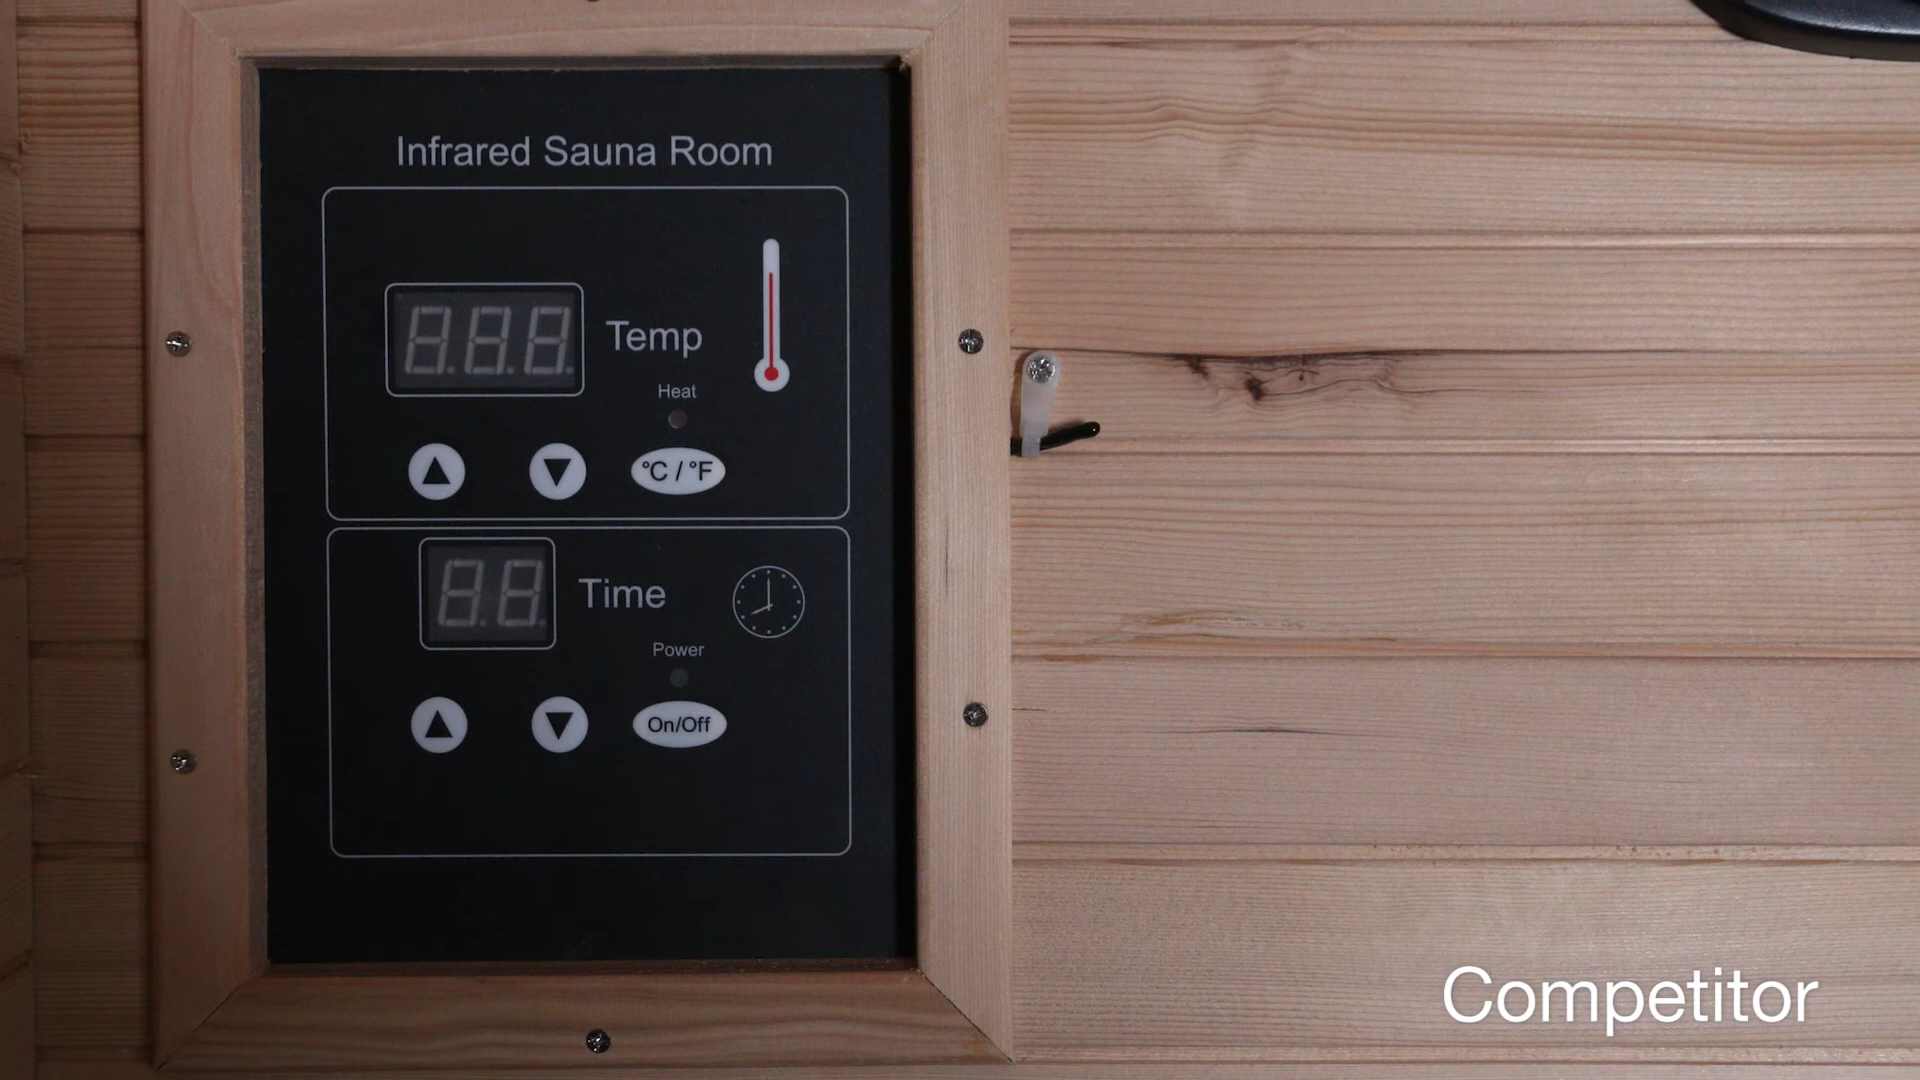 Infrared Sauna Room
Temp
Heat
°C / °F
Time
Power
On/Off
Competitor